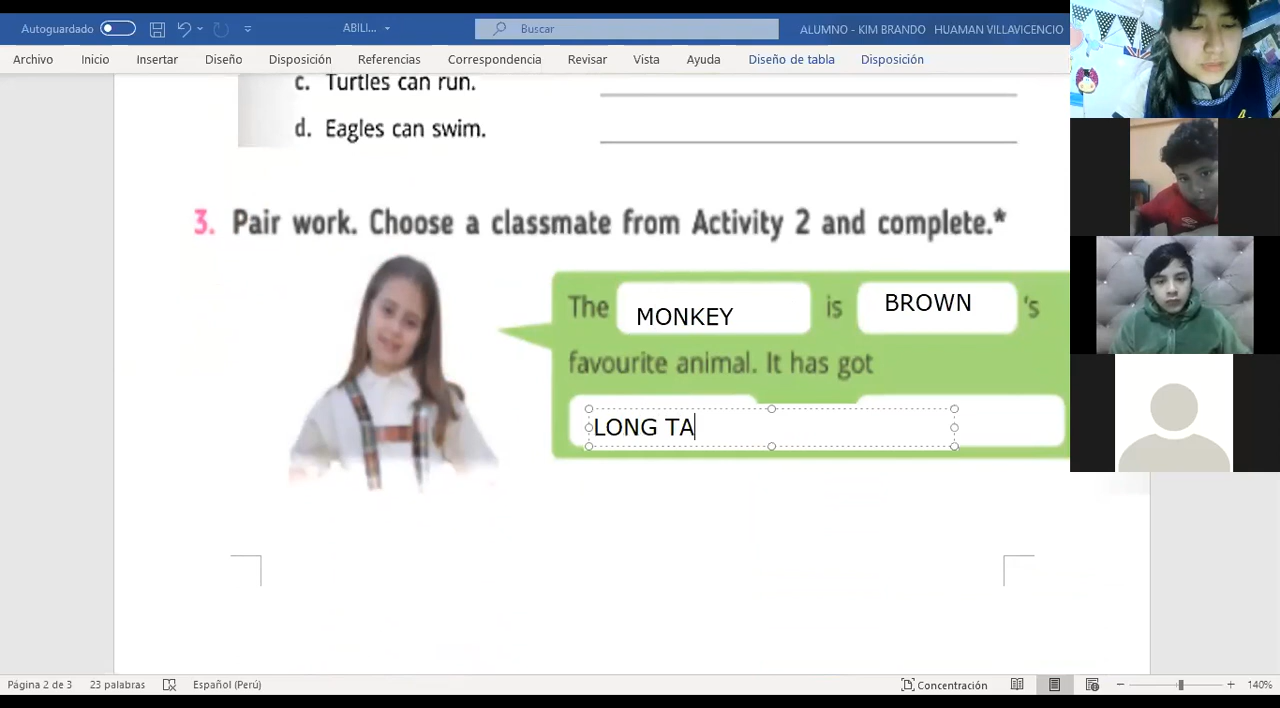 Autoguardado
ABILI...
Buscar
ALUMNO - KIM BRANDO HUAMAN VILLAVICENCIO
Archivo Inicio Insertar Diseño Disposición Referencias Correspondencia Revisar Vista Ayuda Diseño de tabla Disposición
c. Turtles can run.
d. Eagles can swim.
3. Pair work. Choose a classmate from Activity 2 and complete.*
The MONKEY is BROWN 's
favourite animal. It has got
LONG TA
Página 2 de 3 23 palabras Español (Perú) Concentración 140%